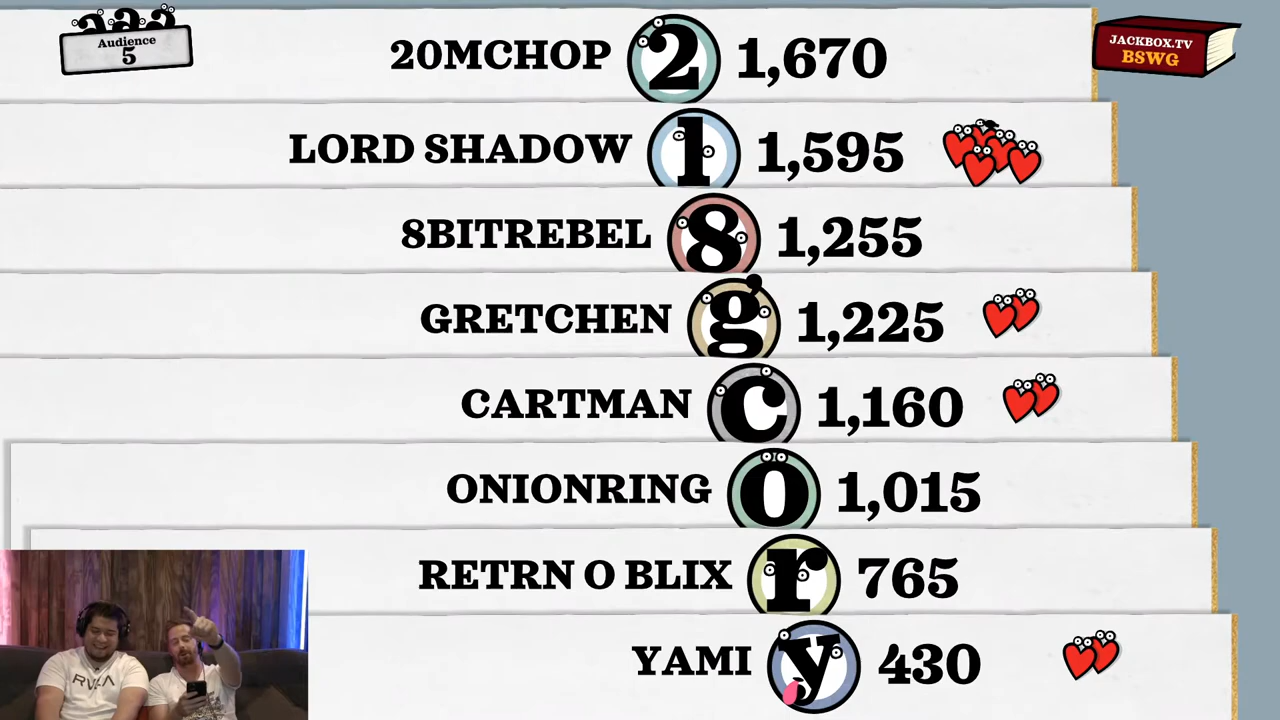 Audience
5
JACKBOX.TV
BSWG
20MCHOP 2 1,670
LORD SHADOW l 1,595
8BITREBEL 8 1,255
GRETCHEN g 1,225
CARTMAN c 1,160
ONIONRING o 1,015
RETRN O BLIX r 765
YAMI y 430